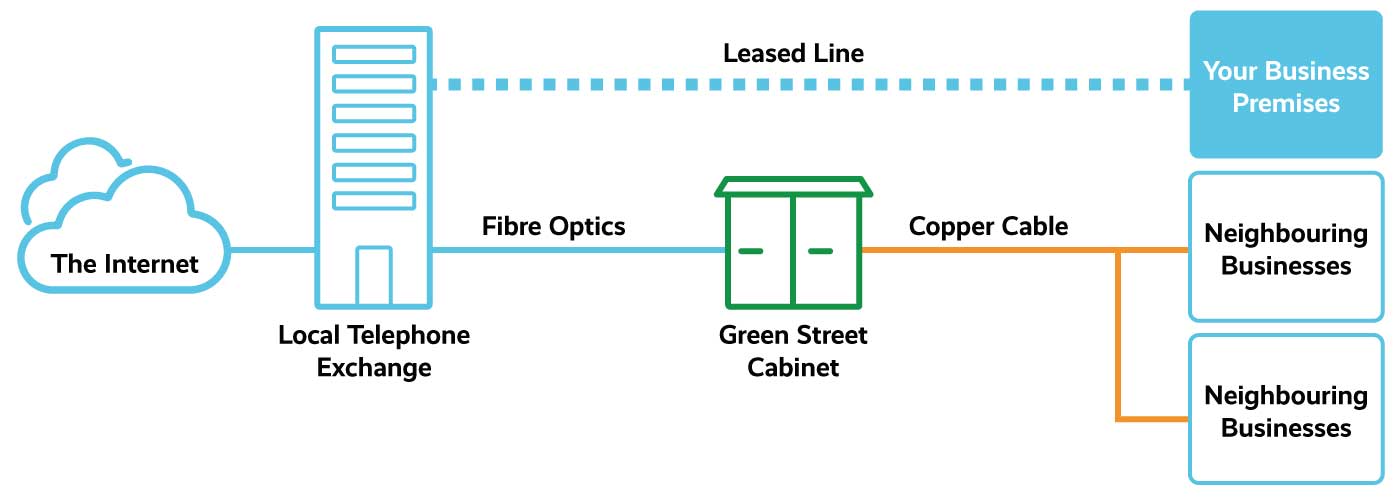 Leased Line
Your Business
Premises
Fibre Optics
Copper Cable
The Internet
Neighbouring
Businesses
Local Telephone
Exchange
Green Street
Cabinet
Neighbouring
Businesses